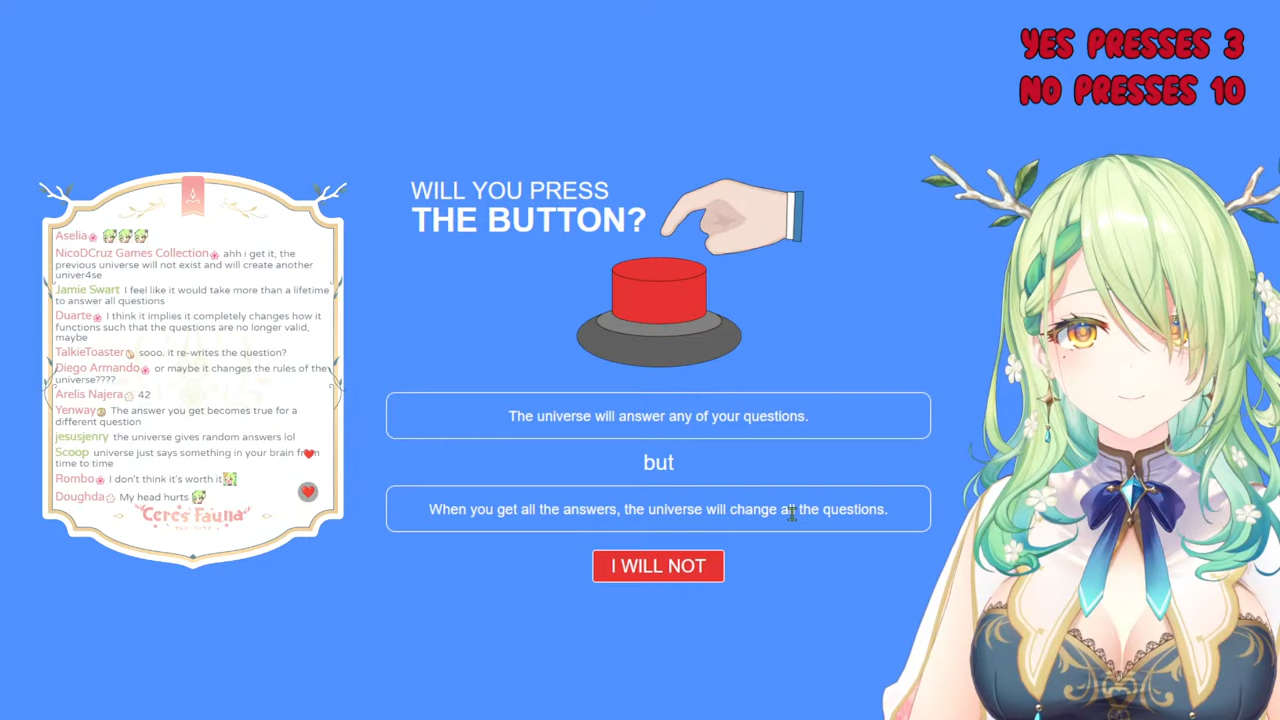 YES PRESSES 3
NO PRESSES 10
WILL YOU PRESS
THE BUTTON?
Aselia
NicoDCruz Games Collection ahh i get it, the
previous universe will not exist and will create another
univer4se
Jamie Swart I feel like it would take more than a lifetime
to answer all questions
Duarte I think it implies it completely changes how it
functions such that the questions are no longer valid,
maybe
TalkieToaster sooo. it re-writes the question?
Diego Armando or maybe it changes the rules of the
universe????
Arelis Najera 42
Yenway The answer you get becomes true for a
different question
jesusjenry the universe gives random answers lol
Scoop universe just says something in your brain from
time to time
Rombo I don't think it's worth it
Doughda My head hurts
Ceres Fauna
The universe will answer any of your questions.
but
When you get all the answers, the universe will change all the questions.
I WILL NOT